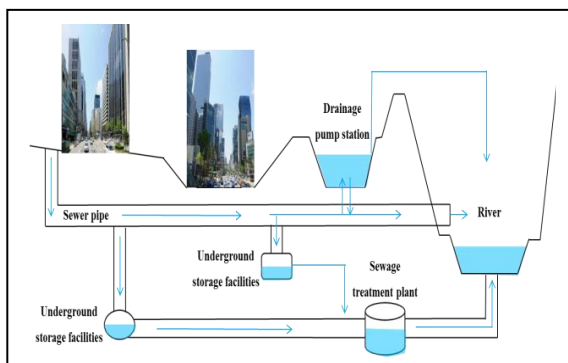 Drainage
pump station
Sewer pipe
River
Underground
storage facilities
Sewage
treatment plant
Underground
storage facilities